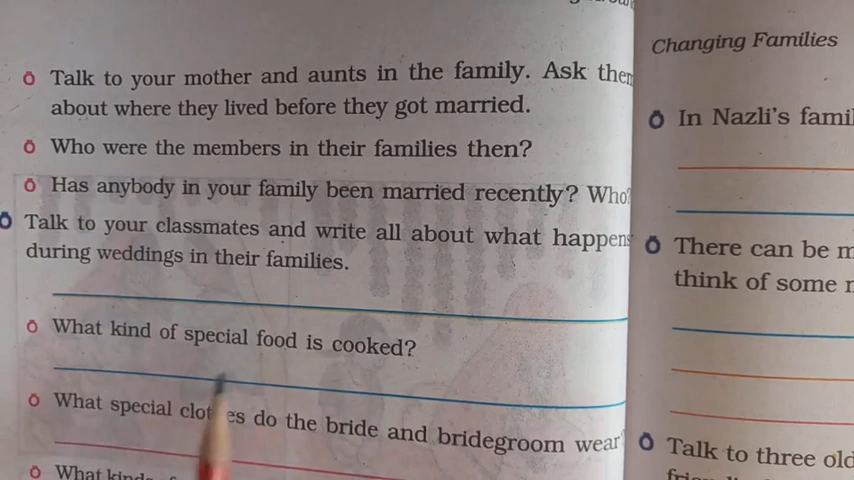 Talk to your mother and aunts in the family. Ask them
about where they lived before they got married.
Who were the members in their families then?
Has anybody in your family been married recently? Who?
Talk to your classmates and write all about what happens
during weddings in their families.
What kind of special food is cooked?
What special clothes do the bride and bridegroom wear?
What kinds
Changing Families
In Nazli's famil
There can be m
think of some
Talk to three old